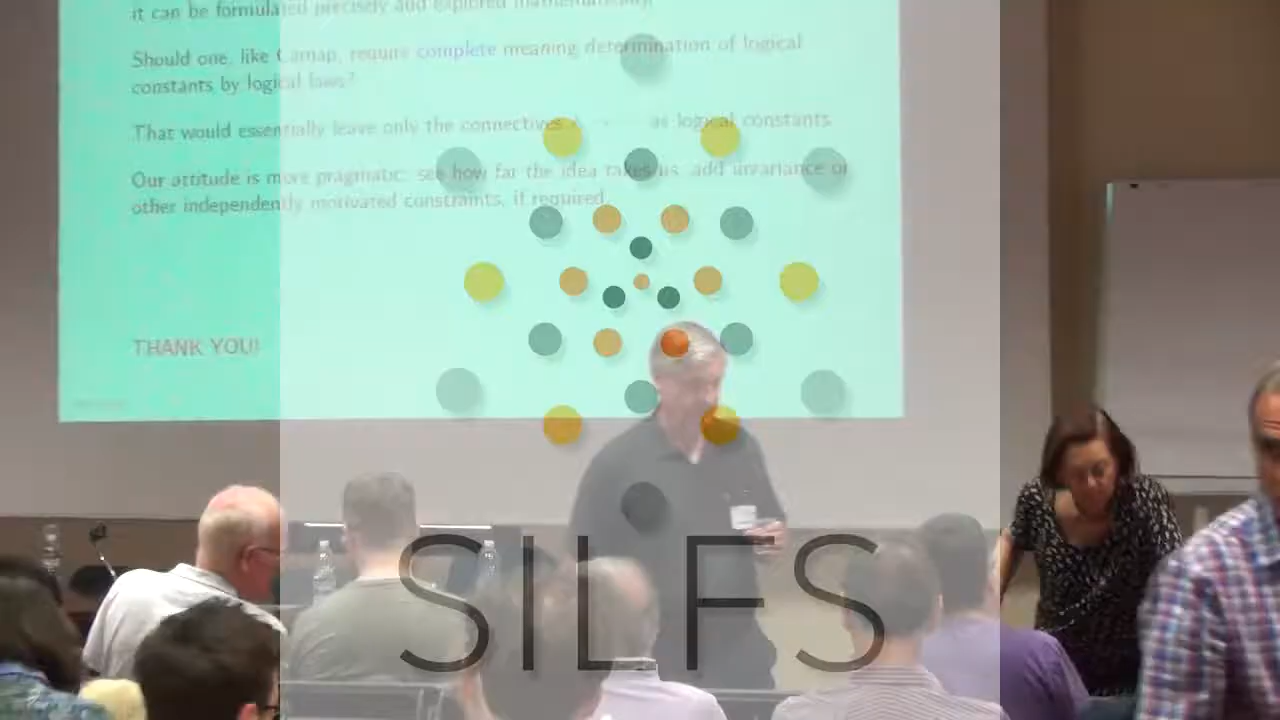 it can be formulated precisely and explored mathematically.
Should one, like Carnap, require complete meaning determination of logical
constants by logical laws?
That would essentially leave only the connectives as logical constants
Our attitude is more pragmatic: see how far the idea takes us, add invariance or
other independently motivated constraints, if required.
THANK YOU!
SILFS